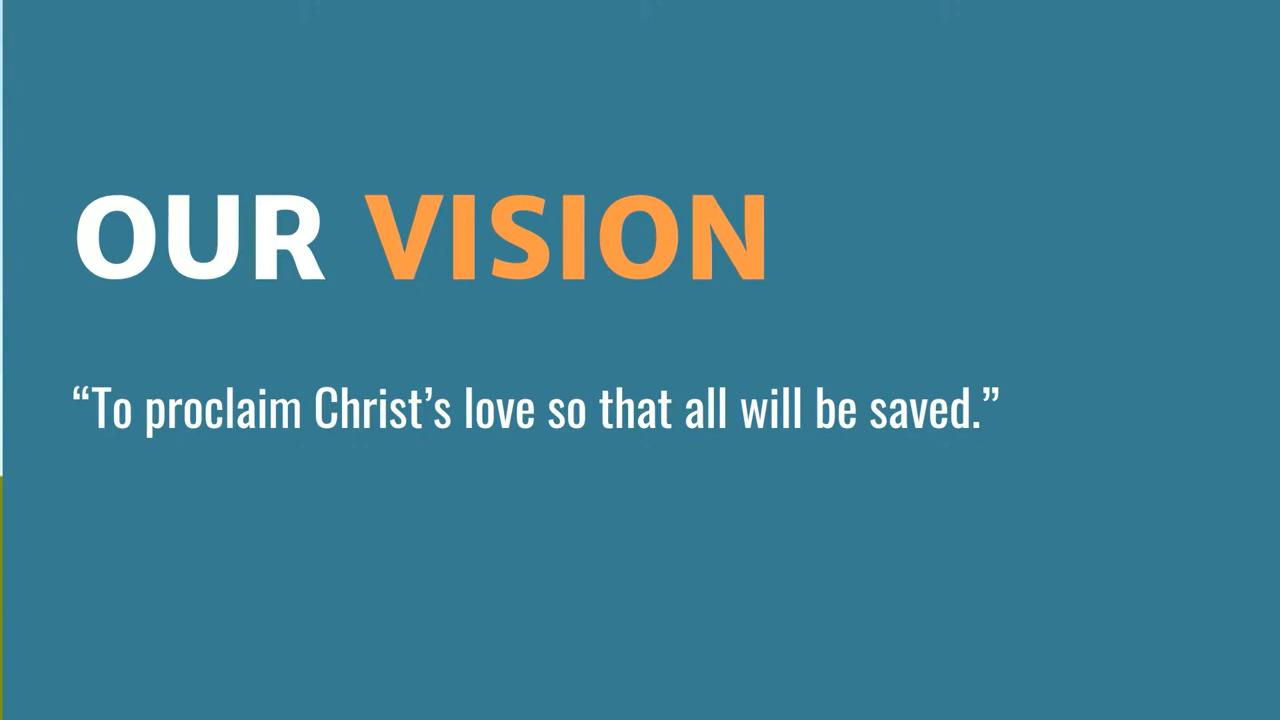 OUR VISION
“To proclaim Christ’s love so that all will be saved.”